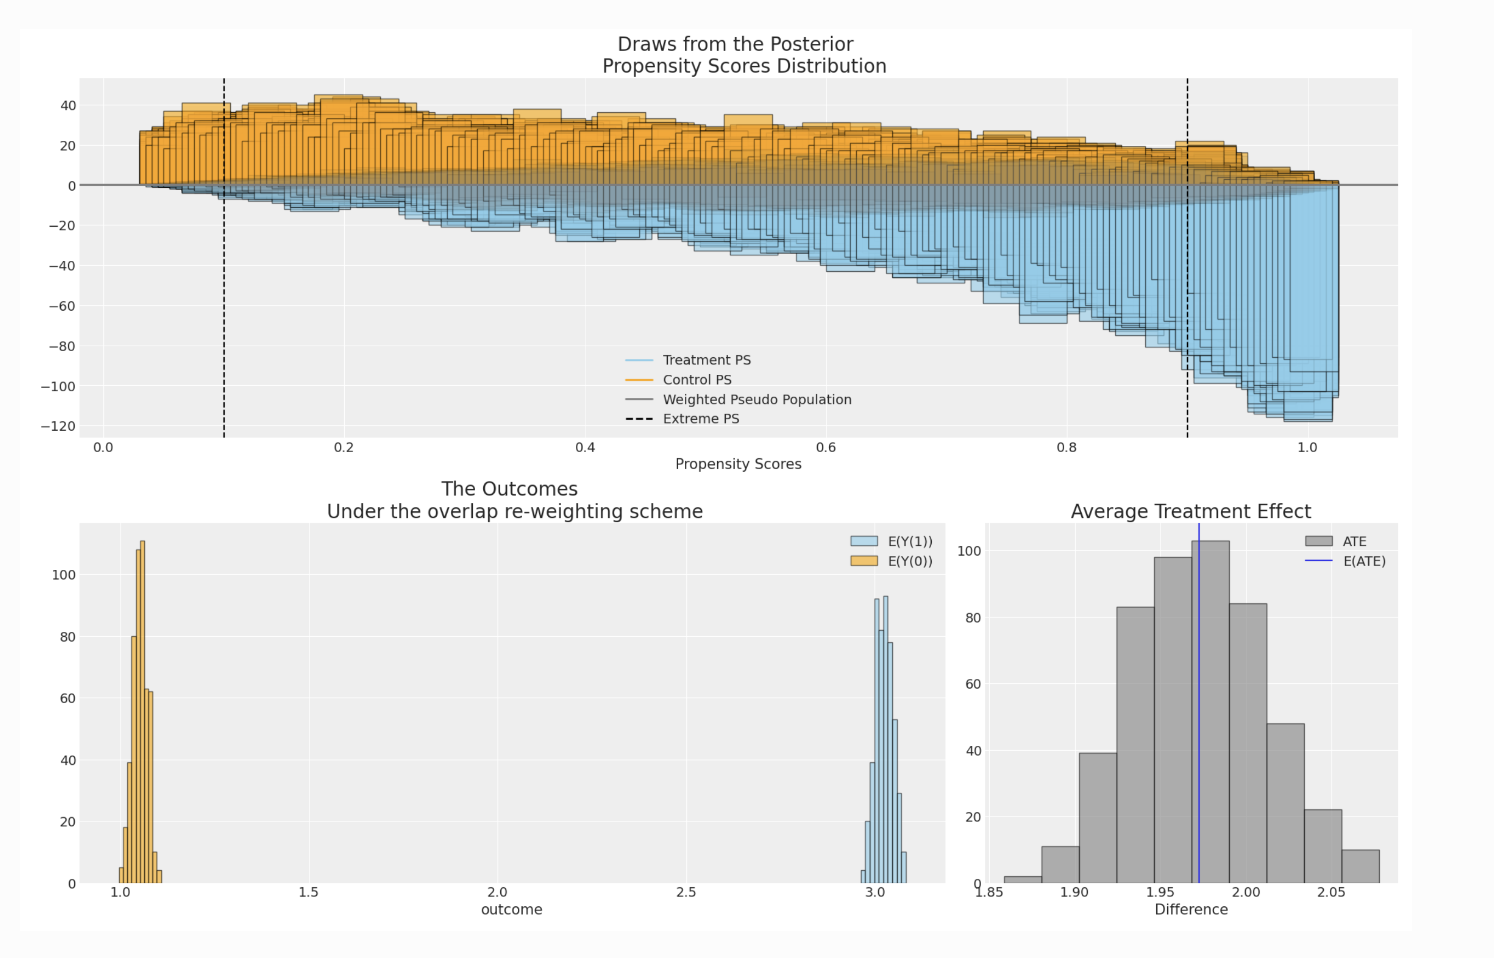 Draws from the Posterior
Propensity Scores Distribution
40
20
0
−20
−40
−60
−80
−100
−120
Treatment PS
Control PS
Weighted Pseudo Population
Extreme PS
0.0 0.2 0.4 0.6 0.8 1.0
Propensity Scores
The Outcomes
Under the overlap re-weighting scheme
E(Y(1))
E(Y(0))
100
80
60
40
20
0
1.0 1.5 2.0 2.5 3.0
outcome
Average Treatment Effect
ATE
E(ATE)
100
80
60
40
20
0
1.85 1.90 1.95 2.00 2.05
Difference